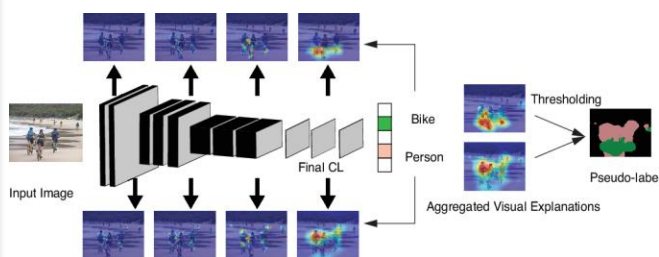 Input Image
Final CL
Bike
Person
Thresholding
Aggregated Visual Explanations
Pseudo-labe